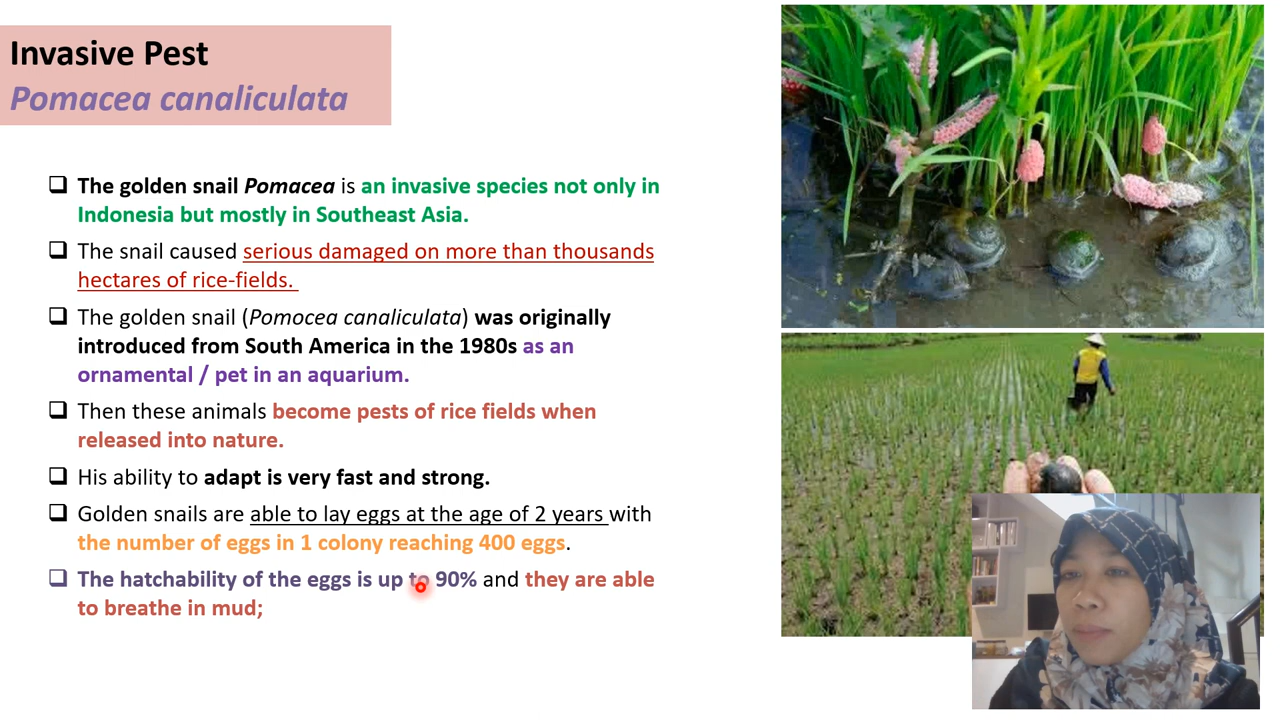 Invasive Pest
Pomacea canaliculata
The golden snail Pomacea is an invasive species not only in
Indonesia but mostly in Southeast Asia.
The snail caused serious damaged on more than thousands
hectares of rice-fields.
The golden snail (Pomocea canaliculata) was originally
introduced from South America in the 1980s as an
ornamental / pet in an aquarium.
Then these animals become pests of rice fields when
released into nature.
His ability to adapt is very fast and strong.
Golden snails are able to lay eggs at the age of 2 years with
the number of eggs in 1 colony reaching 400 eggs.
The hatchability of the eggs is up to 90% and they are able
to breathe in mud;